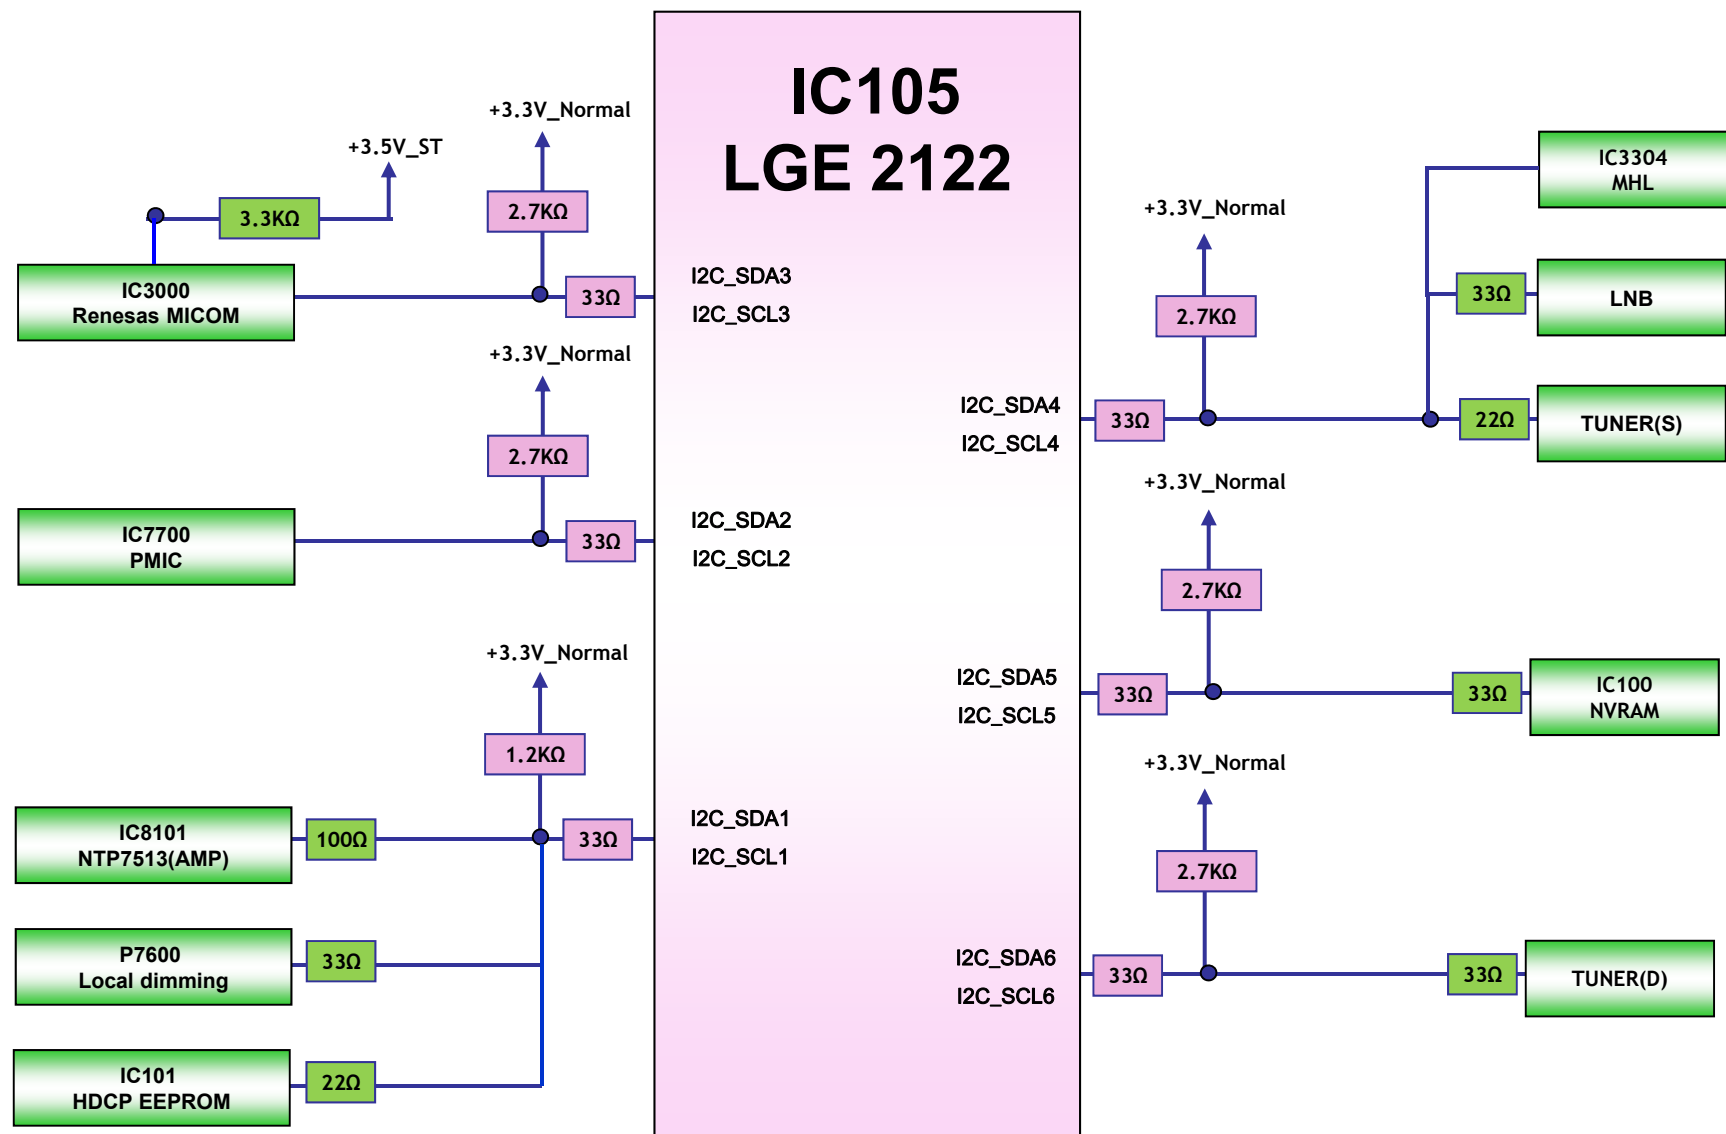 IC105
LGE 2122
+3.3V_Normal
+3.5V_ST
3.3KΩ
2.7KΩ
IC3000
Renesas MICOM
33Ω
I2C_SDA3
I2C_SCL3
+3.3V_Normal
2.7KΩ
IC7700
PMIC
33Ω
I2C_SDA2
I2C_SCL2
+3.3V_Normal
1.2KΩ
IC8101
NTP7513(AMP)
100Ω
33Ω
I2C_SDA1
I2C_SCL1
P7600
Local dimming
33Ω
IC101
HDCP EEPROM
22Ω
+3.3V_Normal
2.7KΩ
I2C_SDA4
I2C_SCL4
33Ω
IC3304
MHL
33Ω
LNB
22Ω
TUNER(S)
+3.3V_Normal
2.7KΩ
I2C_SDA5
I2C_SCL5
33Ω
33Ω
IC100
NVRAM
+3.3V_Normal
2.7KΩ
I2C_SDA6
I2C_SCL6
33Ω
33Ω
TUNER(D)